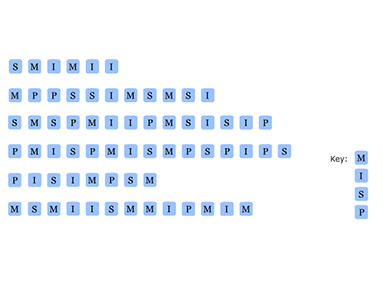 S M I M I I
M P P S S I M S M S I
S M S P M I I P M S I S I P
P M I S P M I S M P S P I P S
P I S I M P S M
M S M I I S M M I P M I M
Key: M
I
S
P